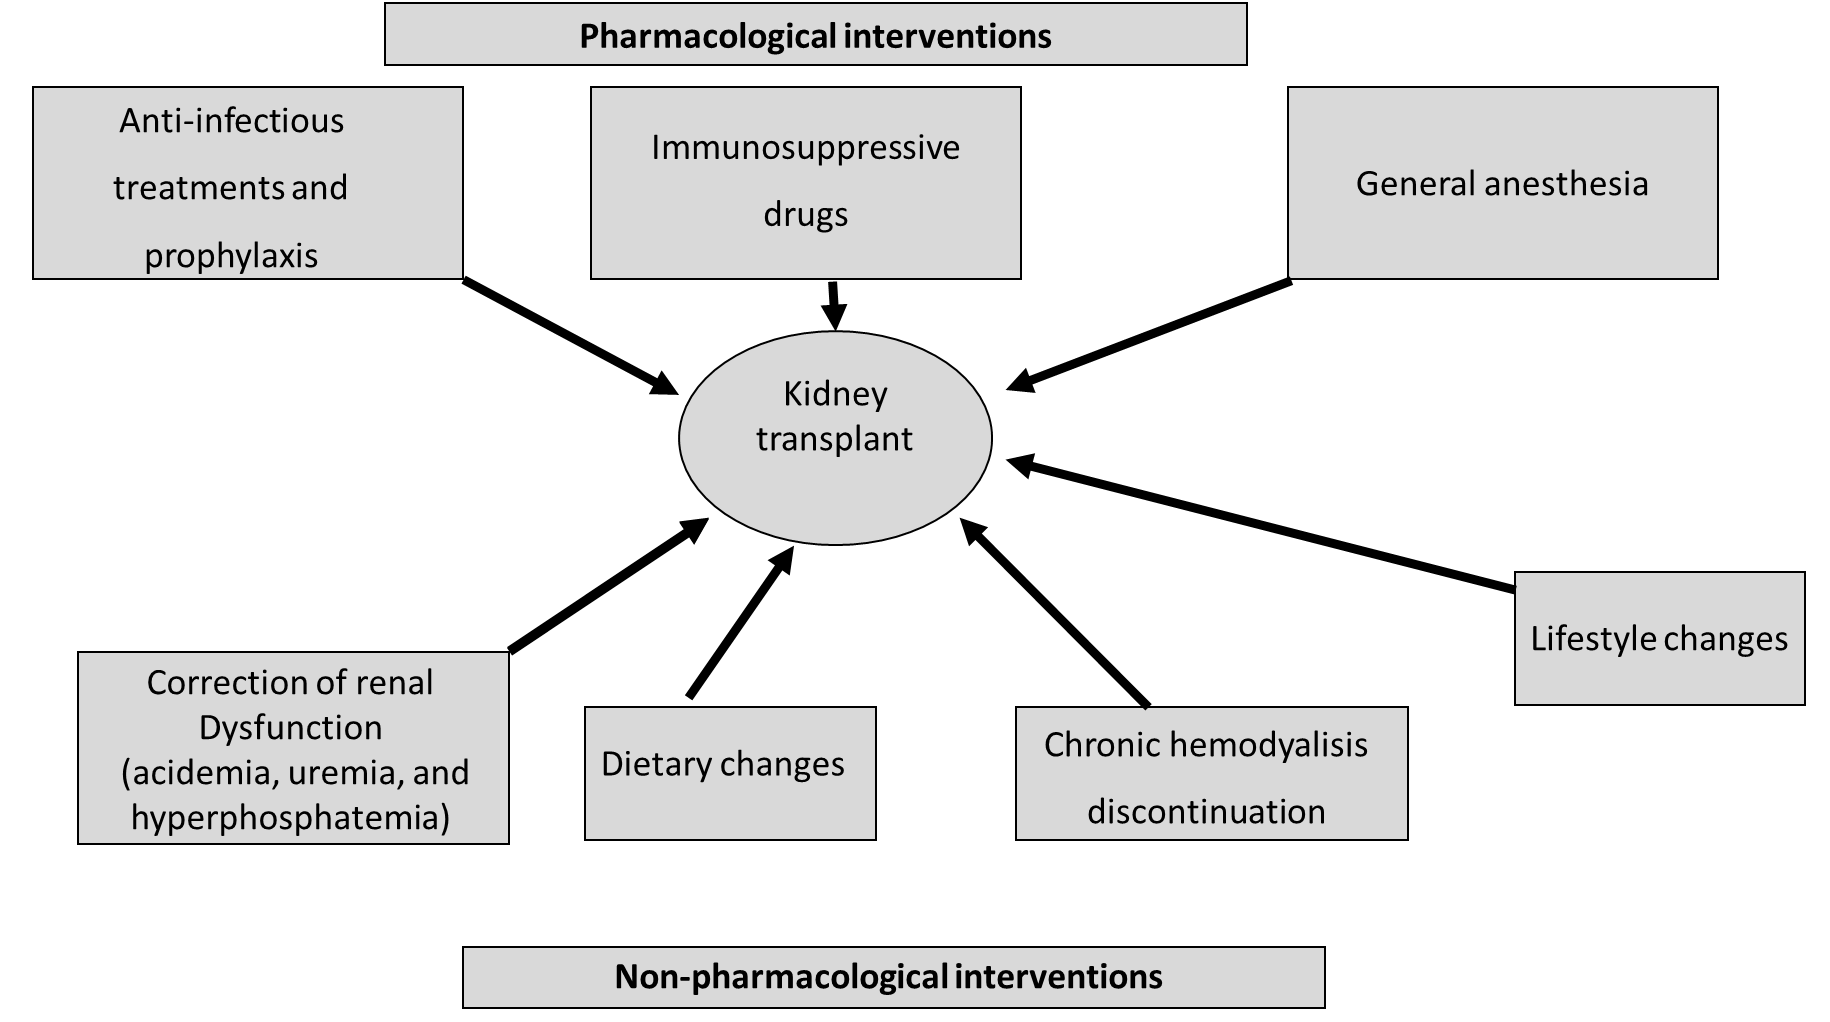 Pharmacological interventions
Anti-infectious
treatments and
prophylaxis
Immunosuppressive
drugs
General anesthesia
Kidney
transplant
Correction of renal
Dysfunction
(acidemia, uremia, and
hyperphosphatemia)
Dietary changes
Chronic hemodyalisis
discontinuation
Lifestyle changes
Non-pharmacological interventions